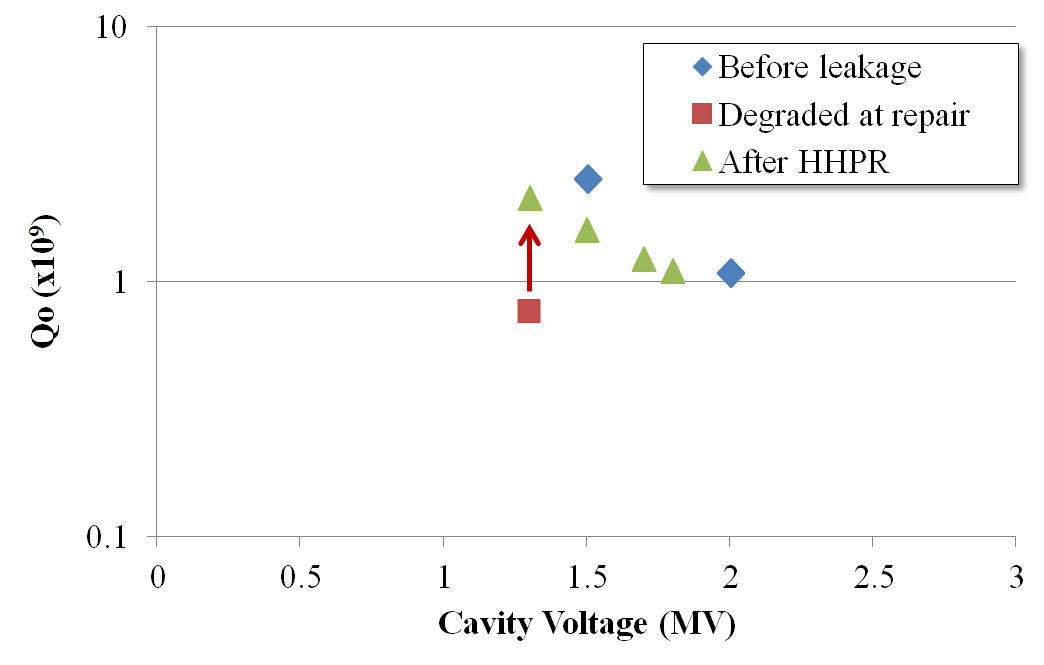 10
Before leakage
Degraded at repair
After HHPR
1
0.1
Qo (x10⁹)
0 0.5 1 1.5 2 2.5 3
Cavity Voltage (MV)